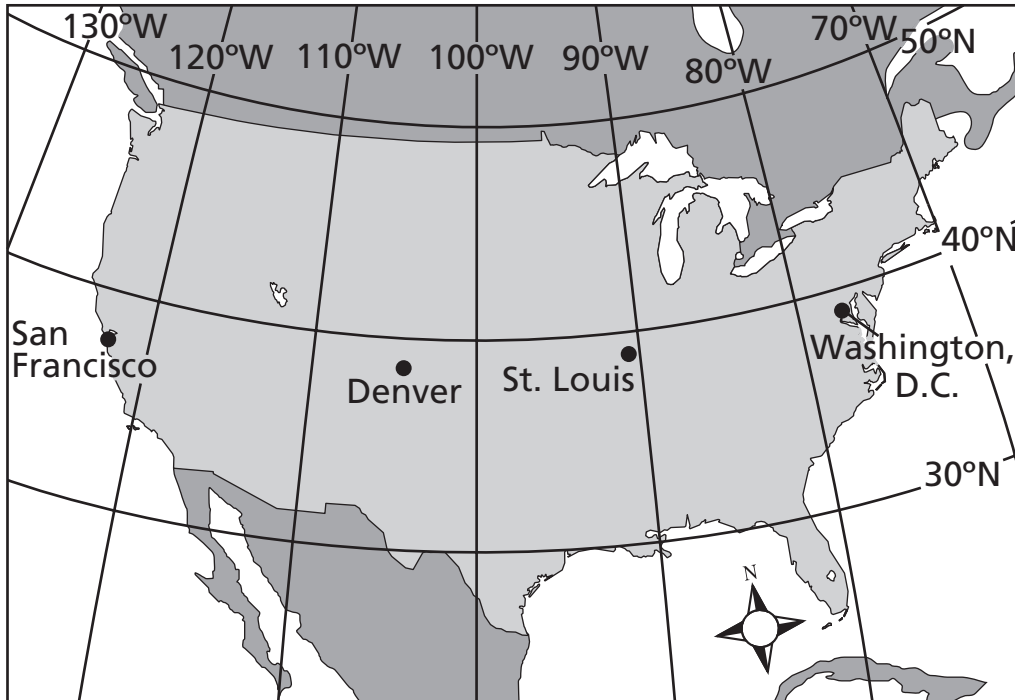 130°W
120°W
110°W
100°W
90°W
80°W
70°W
50°N
40°N
San
Francisco
Denver
St. Louis
Washington,
D.C.
30°N
N